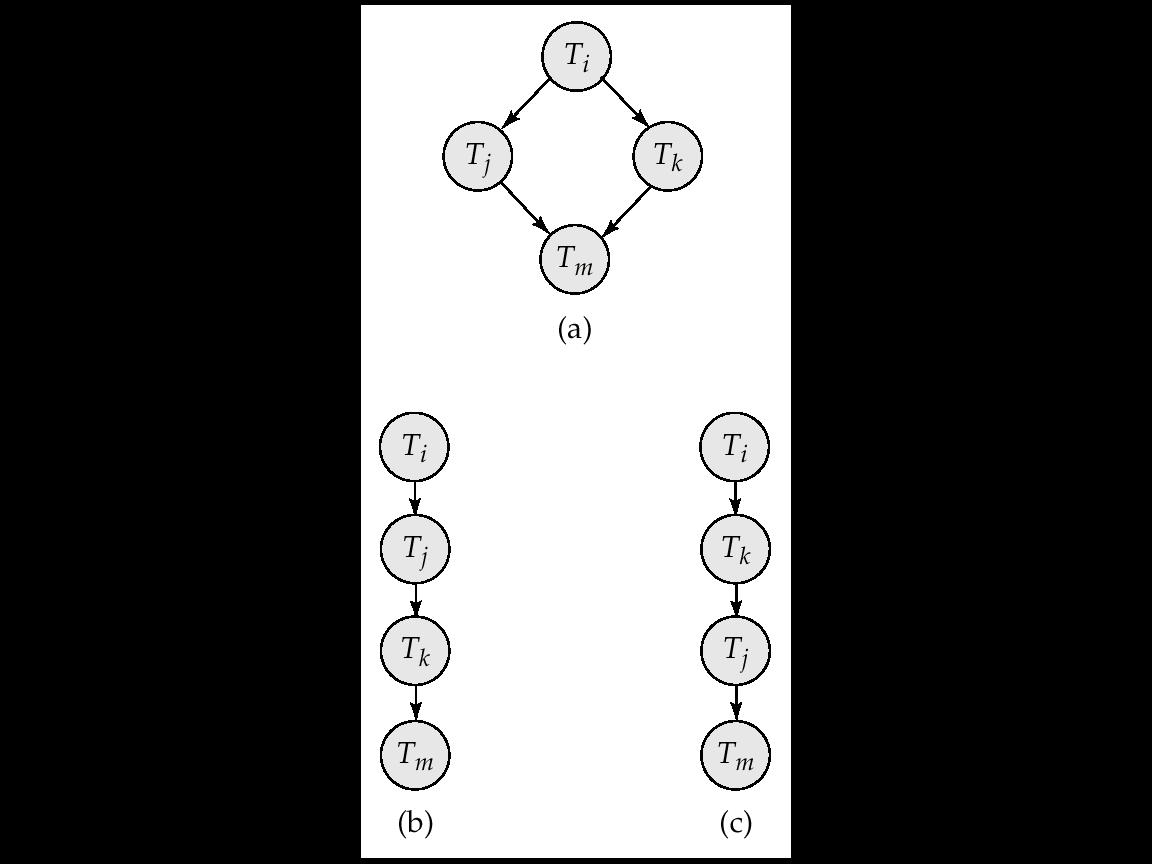 T_i
T_j T_k
T_m
(a)
T_i T_i
T_j T_k
T_k T_j
T_m T_m
(b) (c)